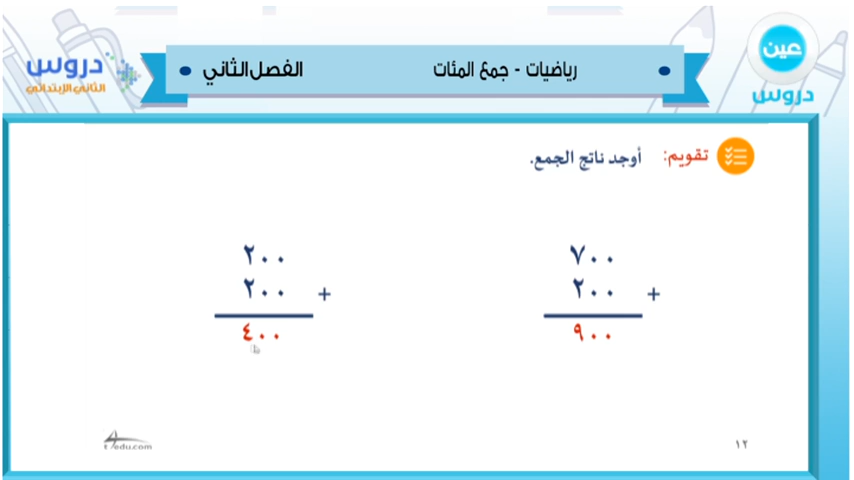 عين
دروس
رياضيات - جمع المئات
الفصل الثاني
دروس
الثاني الإبتدائي
تقويم: أوجد ناتج الجمع.
٧٠٠
٢٠٠ +
٩٠٠
٢٠٠
٢٠٠ +
٤٠٠
١٢
t4edu.com